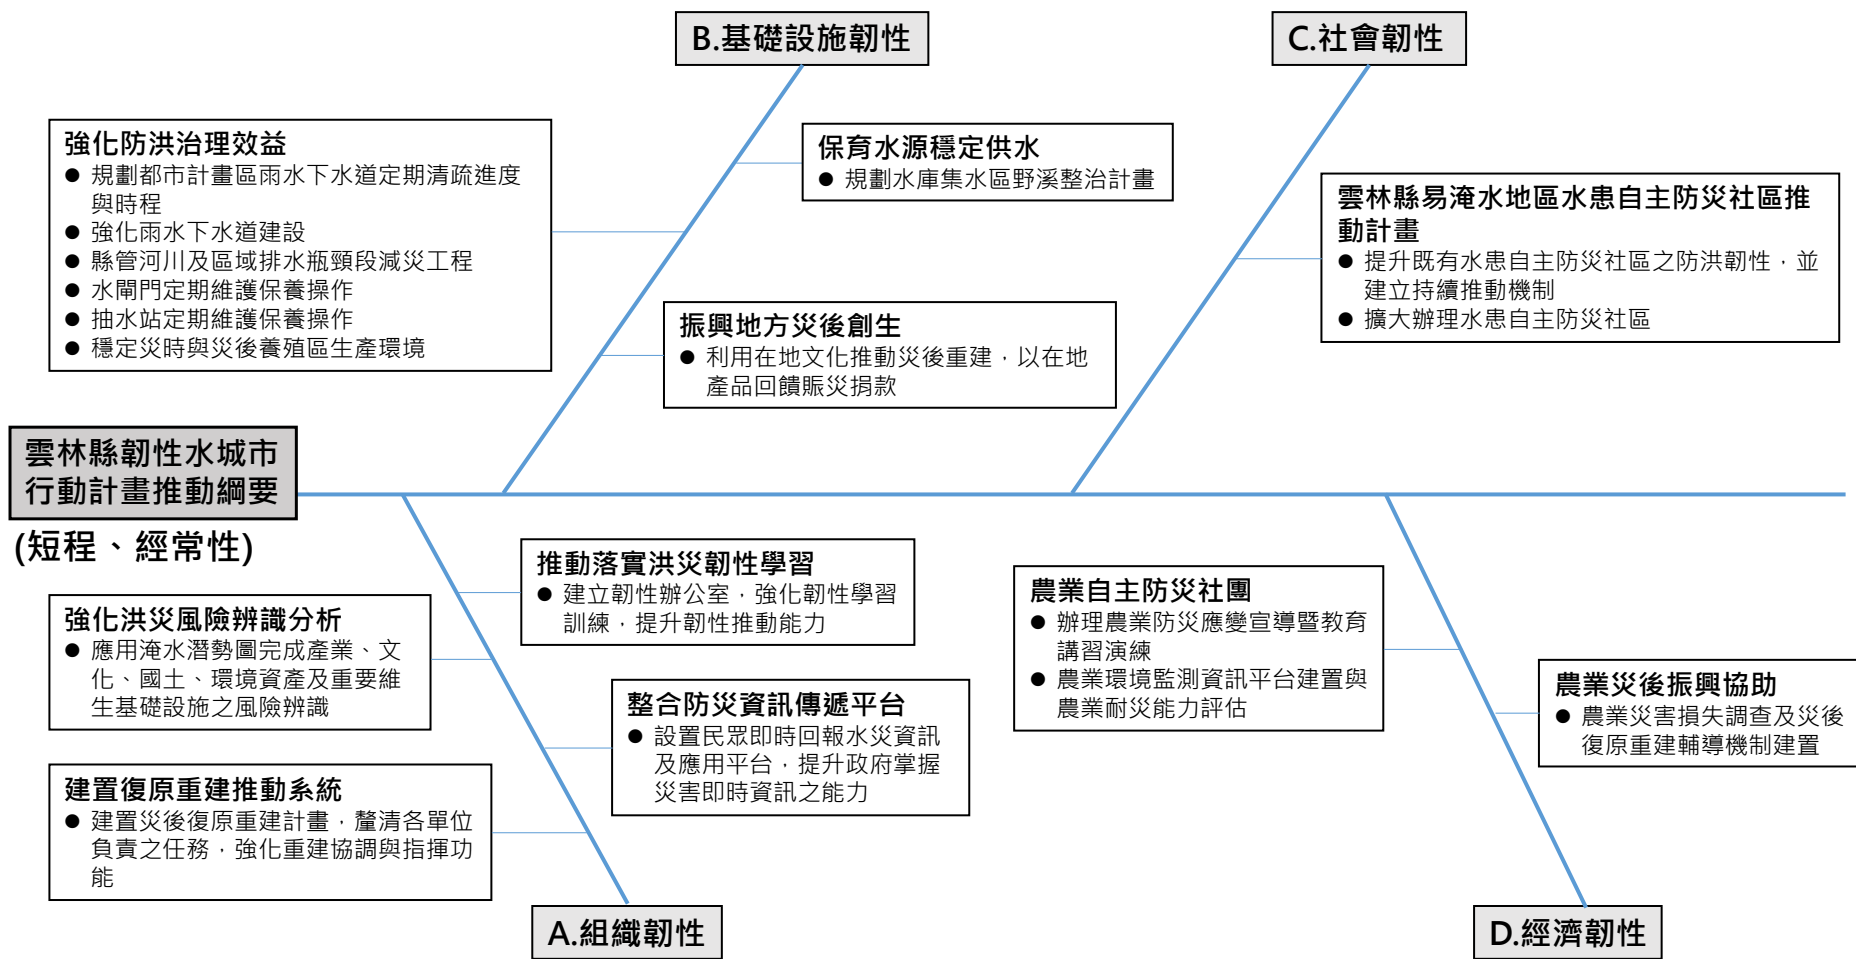 B.基礎設施韌性
C.社會韌性
強化防洪治理效益
● 規劃都市計畫區雨水下水道定期清疏進度
與時程
● 強化雨水下水道建設
● 縣管河川及區域排水瓶頸段減災工程
● 水閘門定期維護保養操作
● 抽水站定期維護保養操作
● 穩定災時與災後養殖區生產環境
保育水源穩定供水
● 規劃水庫集水區野溪整治計畫
振興地方災後創生
● 利用在地文化推動災後重建，以在地
產品回饋賑災捐款
雲林縣易淹水地區水患自主防災社區推
動計畫
● 提升既有水患自主防災社區之防洪韌性，並
建立持續推動機制
● 擴大辦理水患自主防災社區
雲林縣韌性水城市
行動計畫推動綱要
(短程、經常性)
推動落實洪災韌性學習
● 建立韌性辦公室，強化韌性學習
訓練，提升韌性推動能力
強化洪災風險辨識分析
● 應用淹水潛勢圖完成產業、文
化、國土、環境資產及重要維
生基礎設施之風險辨識
整合防災資訊傳遞平台
● 設置民眾即時回報水災資訊
及應用平台，提升政府掌握
災害即時資訊之能力
建置復原重建推動系統
● 建置災後復原重建計畫，釐清各單位
負責之任務，強化重建協調與指揮功
能
農業自主防災社團
● 辦理農業防災應變宣導暨教育
講習演練
● 農業環境監測資訊平台建置與
農業耐災能力評估
農業災後振興協助
● 農業災害損失調查及災後
復原重建輔導機制建置
A.組織韌性
D.經濟韌性